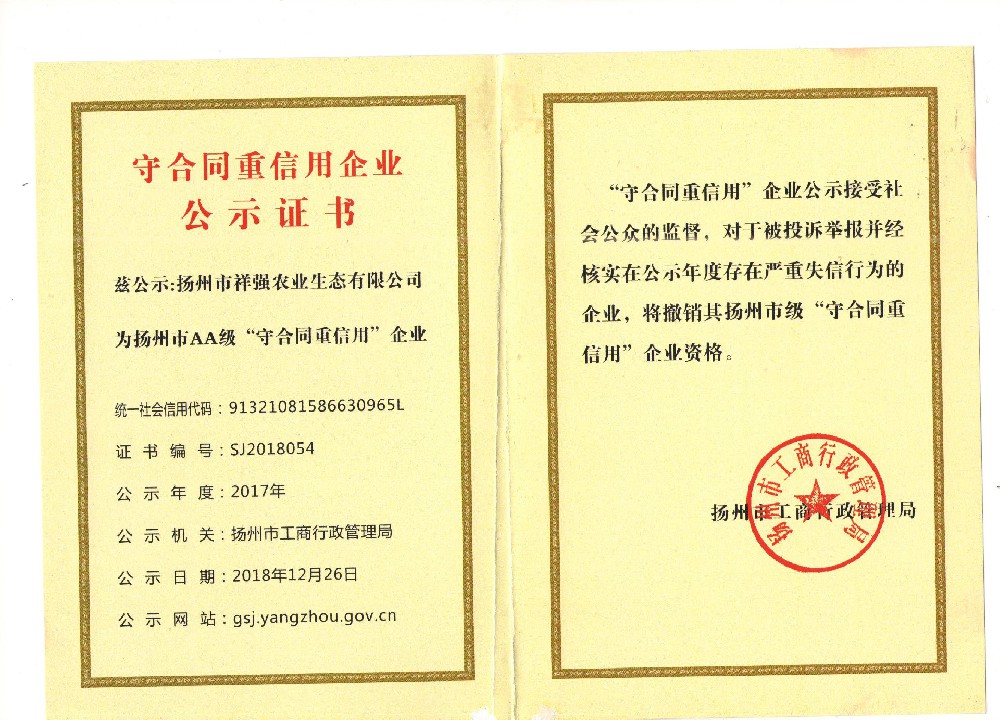 守合同重信用企业
公示证书
兹公示:扬州市祥强农业生态有限公司
为扬州市AA级“守合同重信用”企业
统一社会信用代码：91321081586630965L
证书编号：SJ2018054
公示年度：2017年
公示机关：扬州市工商行政管理局
公示日期：2018年12月26日
公示网站：gsj.yangzhou.gov.cn
“守合同重信用”企业公示接受社
会公众的监督，对于被投诉举报并经
核实在公示年度存在严重失信行为的
企业，将撤销其扬州市级“守合同重
信用”企业资格。
扬州市工商行政管理局
扬州市工商行政管理局